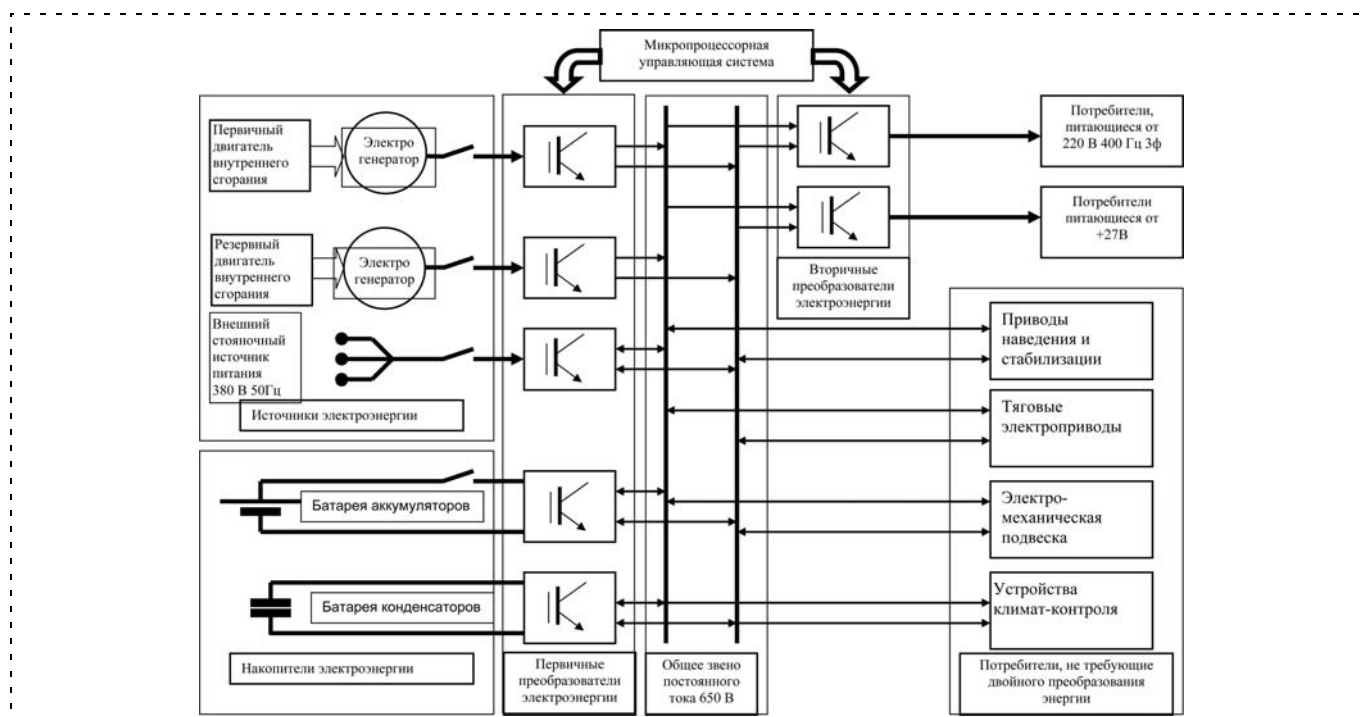 Микропроцессорная
управляющая система
Первичный
двигатель
внутреннего
сгорания
Электро
генератор
Потребители,
питающиеся от
220 В 400 Гц 3ф
Потребители
питающиеся от
+27В
Резервный
двигатель
внутреннего
сгорания
Электро
генератор
Вторичные
преобразователи
электроэнергии
Внешний
стояночный
источник
питания
380 В 50Гц
Источники электроэнергии
Приводы
наведения и
стабилизации
Тяговые
электроприводы
Батарея аккумуляторов
Электро-
механическая
подвеска
Батарея конденсаторов
Устройства
климат-контроля
Накопители электроэнергии
Первичные
преобразователи
электроэнергии
Общее звено
постоянного
тока 650 В
Потребители, не требующие
двойного преобразования
энергии